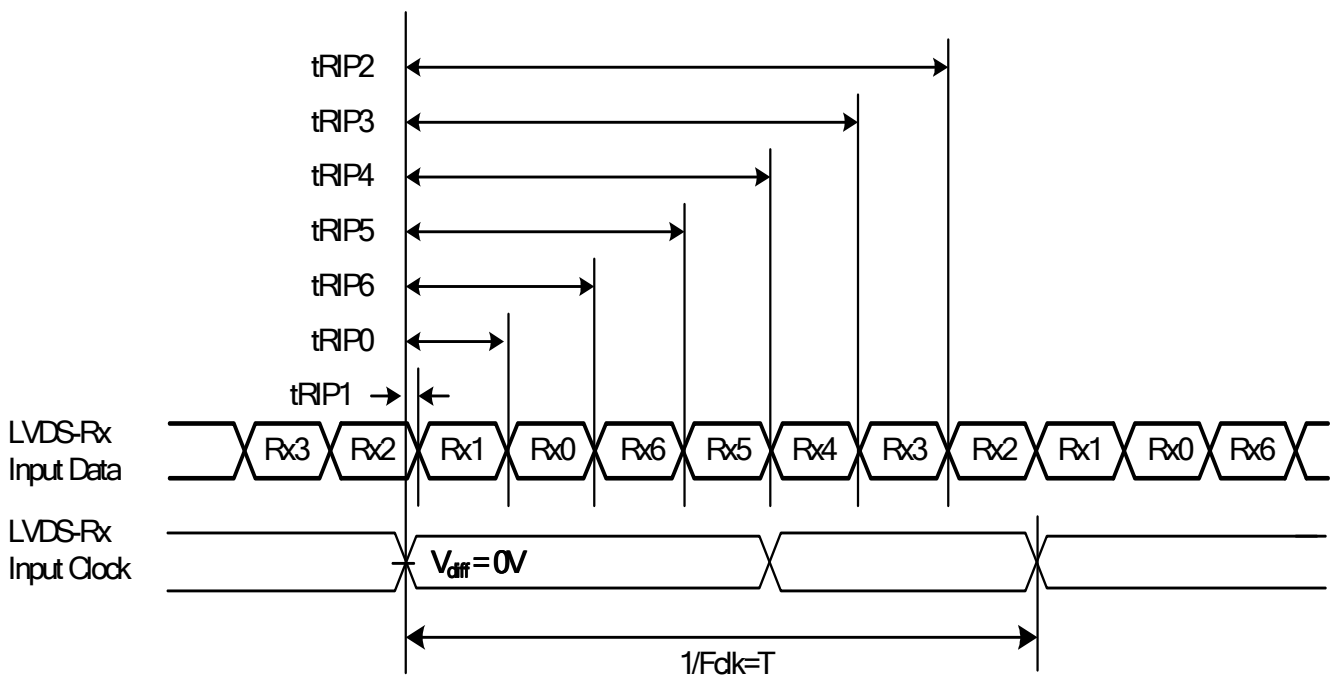 tRIP2
tRIP3
tRIP4
tRIP5
tRIP6
tRIP0
tRIP1
LVDS-Rx
Input Data
Rx3 Rx2 Rx1 Rx0 Rx6 Rx5 Rx4 Rx3 Rx2 Rx1 Rx0 Rx6
LVDS-Rx
Input Clock
Vdiff = 0V
1/Fclk=T